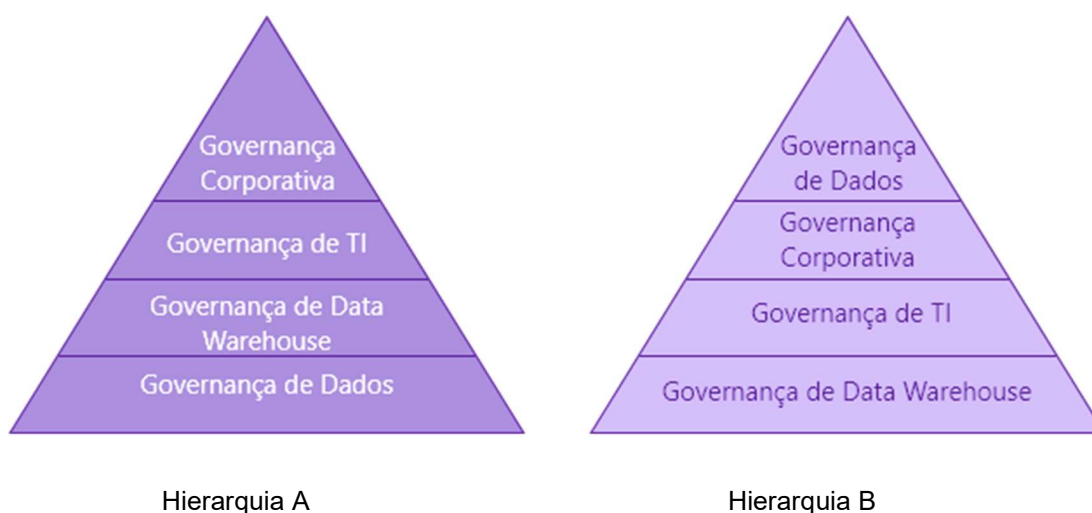 Governança
Corporativa
Governança de TI
Governança de Data
Warehouse
Governança de Dados
Hierarquia A
Governança
de Dados
Governança
Corporativa
Governança de TI
Governança de Data Warehouse
Hierarquia B